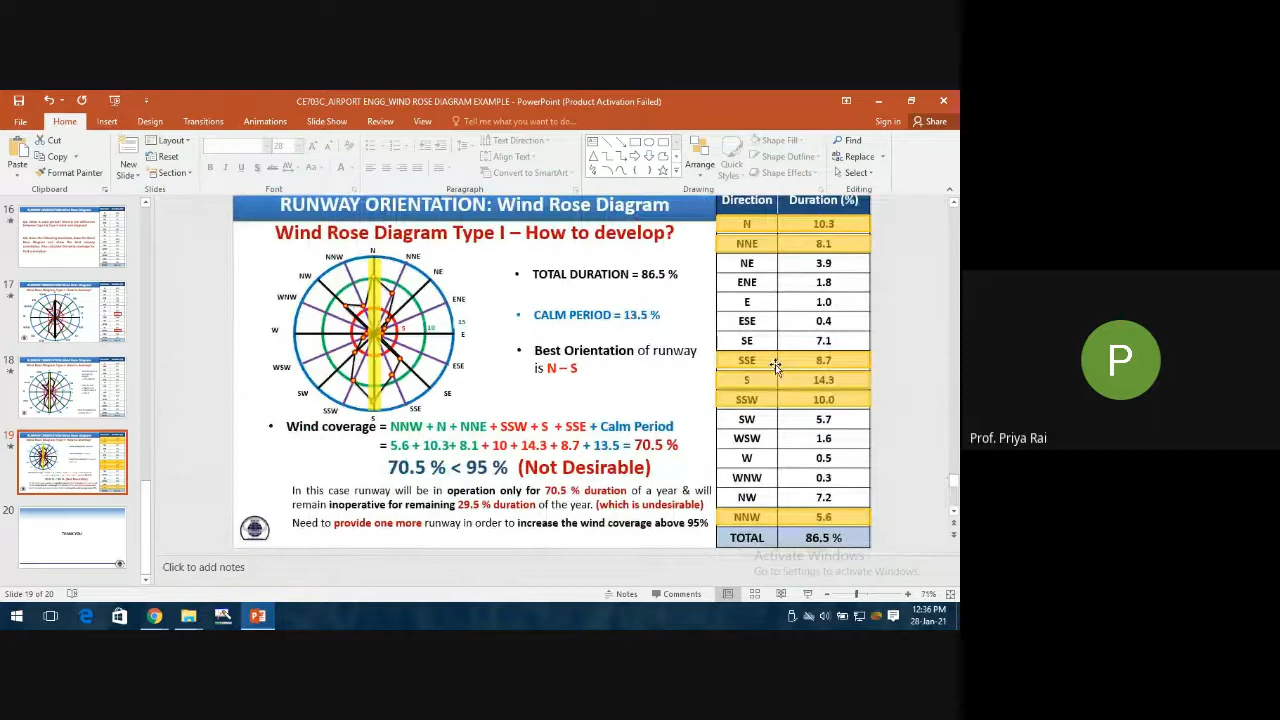 CE703C_AIRPORT ENGG_WIND ROSE DIAGRAM EXAMPLE - PowerPoint (Product Activation Failed)
File Home Insert Design Transitions Animations Slide Show Review View Tell me what you want to do... Sign in Share
Paste
Cut
Copy
Format Painter
Clipboard
New
Slide
Layout
Reset
Section
Slides
28
B I U S abc AV Aa A
Font
Text Direction
Align Text
Convert to SmartArt
Paragraph
Arrange
Quick
Styles
Shape Fill
Shape Outline
Shape Effects
Drawing
Find
Replace
Select
Editing
16
17
18
19
20
THANK YOU
RUNWAY ORIENTATION: Wind Rose Diagram
Wind Rose Diagram Type I – How to develop?
N
NNW NNE
NW NE
WNW ENE
W 5 10 15 E
WSW ESE
SW SE
SSW SSE
S
• TOTAL DURATION = 86.5 %
• CALM PERIOD = 13.5 %
• Best Orientation of runway
is N – S
• Wind coverage = NNW + N + NNE + SSW + S + SSE + Calm Period
= 5.6 + 10.3+ 8.1 + 10 + 14.3 + 8.7 + 13.5 = 70.5 %
70.5 % < 95 % (Not Desirable)
In this case runway will be in operation only for 70.5 % duration of a year & will
remain inoperative for remaining 29.5 % duration of the year. (which is undesirable)
Need to provide one more runway in order to increase the wind coverage above 95%
Direction Duration (%)
N 10.3
NNE 8.1
NE 3.9
ENE 1.8
E 1.0
ESE 0.4
SE 7.1
SSE 8.7
S 14.3
SSW 10.0
SW 5.7
WSW 1.6
W 0.5
WNW 0.3
NW 7.2
NNW 5.6
TOTAL 86.5 %
Activate Windows
Go to Settings to activate Windows.
Click to add notes
Slide 19 of 20
Notes Comments 71%
12:36 PM
28-Jan-21
P
Prof. Priya Rai